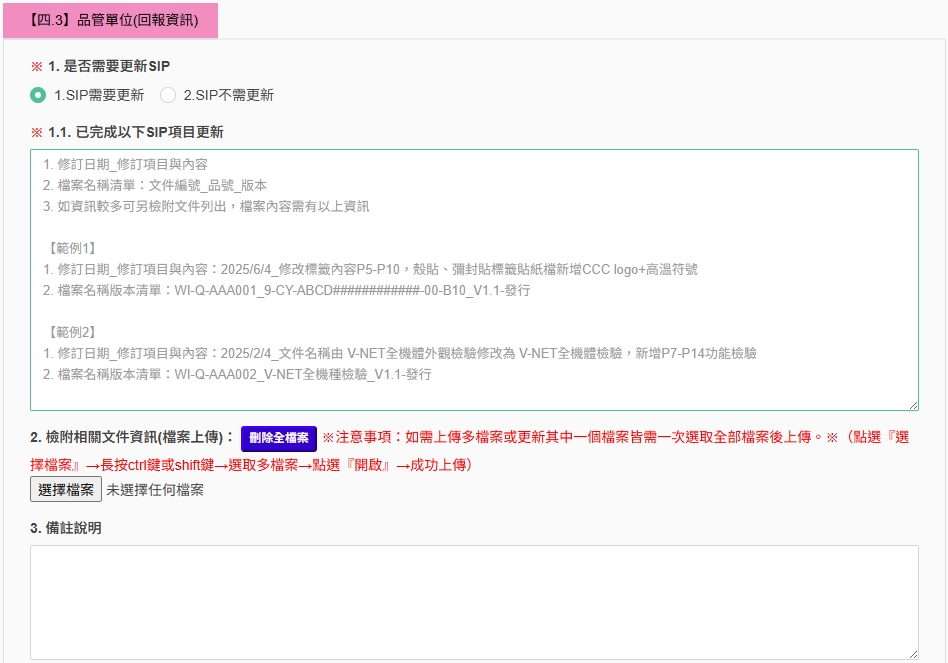 【四.3】品管單位(回報資訊)
※ 1. 是否需要更新SIP
1.SIP需要更新 2.SIP不需更新
※ 1.1. 已完成以下SIP項目更新
1. 修訂日期_修訂項目與內容
2. 檔案名稱清單：文件編號_品號_版本
3. 如資訊較多可另檢附文件列出，檔案內容需有以上資訊
【範例1】
1. 修訂日期_修訂項目與內容：2025/6/4_修改標籤內容P5-P10，殼貼、彌封貼標籤貼紙檔新增CCC logo+高溫符號
2. 檔案名稱版本清單：WI-Q-AAA001_9-CY-ABCD############-00-B10_V1.1-發行
【範例2】
1. 修訂日期_修訂項目與內容：2025/2/4_文件名稱由 V-NET全機體外觀檢驗修改為 V-NET全機體檢驗，新增P7-P14功能檢驗
2. 檔案名稱版本清單：WI-Q-AAA002_V-NET全機種檢驗_V1.1-發行
2. 檢附相關文件資訊(檔案上傳)： 刪除全檔案 ※注意事項：如需上傳多檔案或更新其中一個檔案皆需一次選取全部檔案後上傳。※（點選『選
擇檔案』→長按ctrl鍵或shift鍵→選取多檔案→點選『開啟』→成功上傳）
選擇檔案 未選擇任何檔案
3. 備註說明